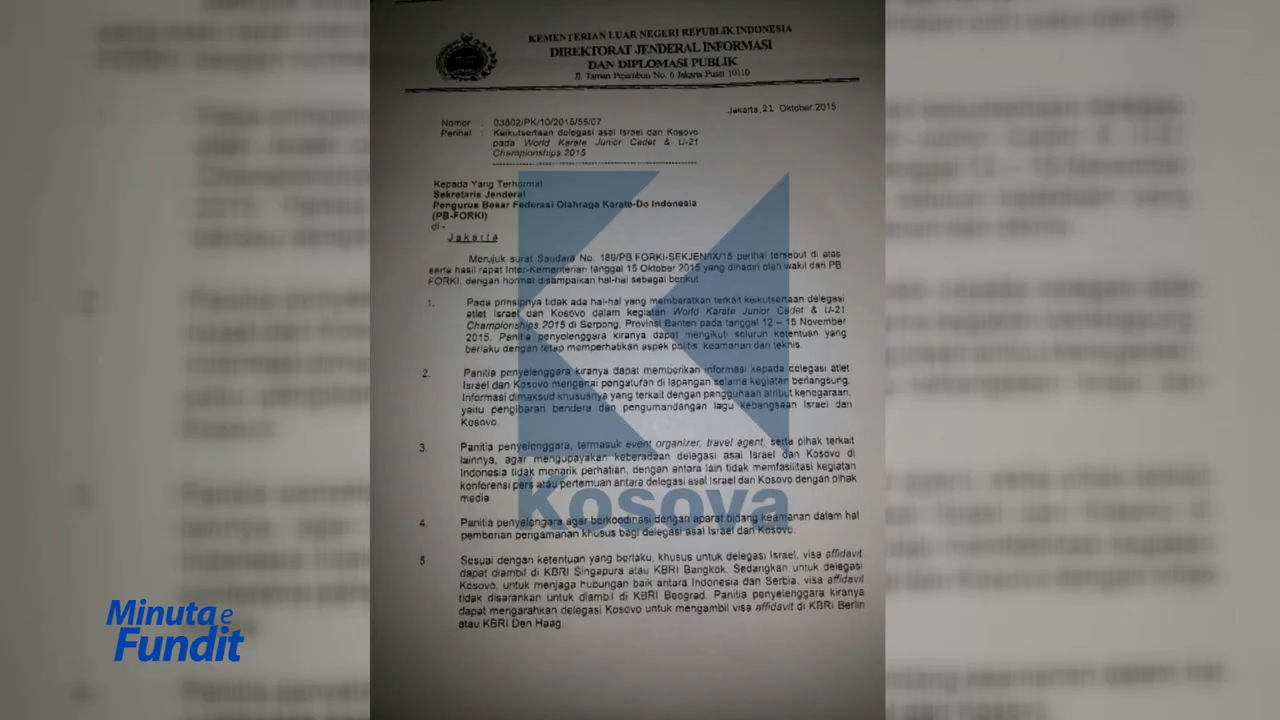 KEMENTERIAN LUAR NEGERI REPUBLIK INDONESIA
DIREKTORAT JENDERAL INFORMASI
DAN DIPLOMASI PUBLIK
Jl. Taman Pejambon No. 6 Jakarta Pusat 10110
Jakarta, 21 Oktober 2015
Nomor : 03802/PK/10/2015/55/07
Perihal : Keikutsertaan delegasi asal Israel dan Kosovo
pada World Karate Junior Cadet & U-21
Championships 2015
Kepada Yang Terhormat
Sekretaris Jenderal
Pengurus Besar Federasi Olahraga Karate-Do Indonesia
(PB-FORKI)
di -
Jakarta
Merujuk surat Saudara No. 189/PB FORKI-SEKJEN/IX/15 perihal tersebut di atas
serta hasil rapat Inter-Kementerian tanggal 15 Oktober 2015 yang dihadiri oleh wakil dari PB
FORKI, dengan hormat disampaikan hal-hal sebagai berikut
1. Pada prinsipnya tidak ada hal-hal yang memberatkan terkait keikutsertaan delegasi
atlet Israel dan Kosovo dalam kegiatan World Karate Junior Cadet & U-21
Championships 2015 di Serpong, Provinsi Banten pada tanggal 12 – 15 November
2015. Panitia penyelenggara kiranya dapat mengikuti seluruh ketentuan yang
berlaku dengan tetap memperhatikan aspek politis, keamanan dan teknis.
2. Panitia penyelenggara kiranya dapat memberikan informasi kepada delegasi atlet
Israel dan Kosovo mengenai pengaturan di lapangan selama kegiatan berlangsung.
Informasi dimaksud khususnya yang terkait dengan penggunaan atribut kenegaraan,
yaitu pengibaran bendera dan pengumandangan lagu kebangsaan Israel dan
Kosovo.
3. Panitia penyelenggara, termasuk event organizer, travel agent, serta pihak terkait
lainnya, agar mengupayakan keberadaan delegasi asal Israel dan Kosovo di
Indonesia tidak menarik perhatian, dengan antara lain tidak memfasilitasi kegiatan
konferensi pers atau pertemuan antara delegasi asal Israel dan Kosovo dengan pihak
media.
4. Panitia penyelengara agar berkoodinasi dengan aparat bidang keamanan dalam hal
pemberian pengamanan khusus bagi delegasi asal Israel dan Kosovo.
5 Sesuai dengan ketentuan yang berlaku, khusus untuk delegasi Israel, visa affidavit
dapat diambil di KBRI Singapura atau KBRI Bangkok. Sedangkan untuk delegasi
Kosovo, untuk menjaga hubungan baik antara Indonesia dan Serbia, visa affidavit
tidak disarankan untuk diambil di KBRI Beograd. Panitia penyelenggara kiranya
dapat mengarahkan delegasi Kosovo untuk mengambil visa affidavit di KBRI Berlin
atau KBRI Den Haag
Kosova
Minuta e
Fundit